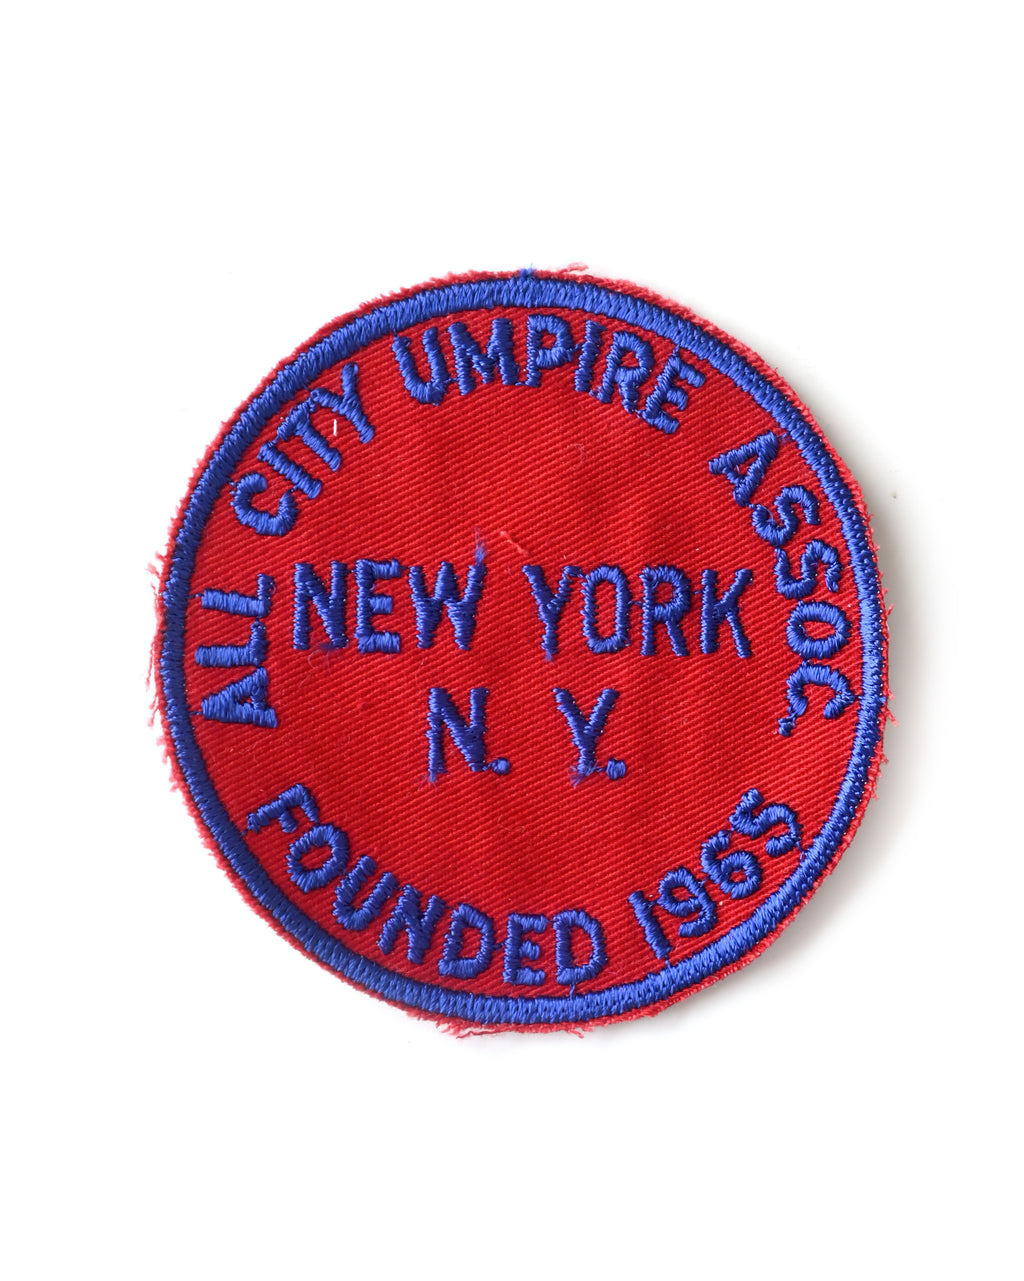 ALL CITY UMPIRE ASSOC.
NEW YORK
N. Y.
FOUNDED 1965